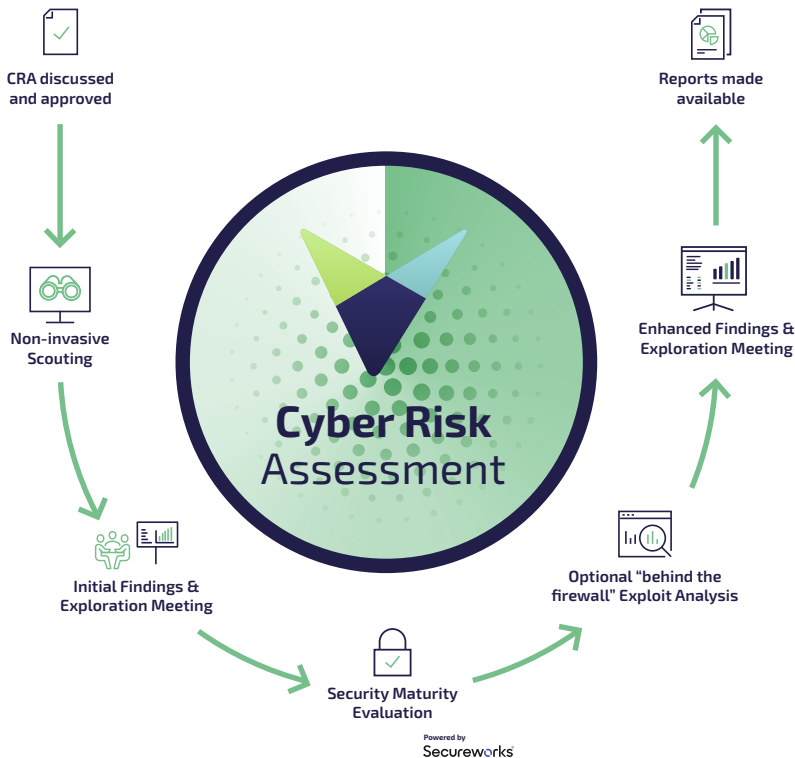 CRA discussed
and approved
Non-invasive
Scouting
Initial Findings &
Exploration Meeting
Security Maturity
Evaluation
Powered by
Secureworks
Optional “behind the
firewall” Exploit Analysis
Enhanced Findings &
Exploration Meeting
Reports made
available
Cyber Risk
Assessment